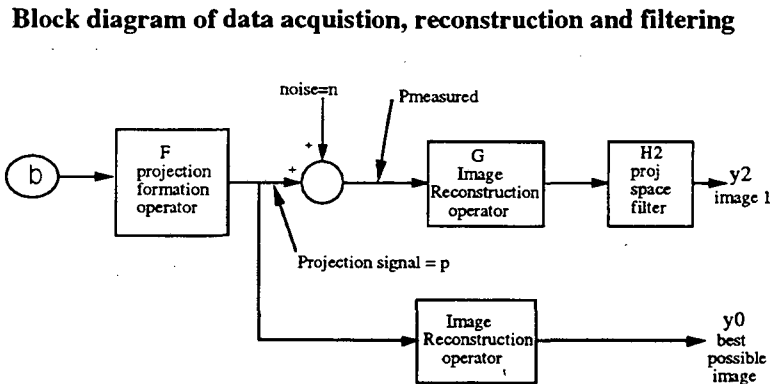 Block diagram of data acquistion, reconstruction and filtering
noise=n
Pmeasured
+
+
b
F
projection
formation
operator
G
Image
Reconstruction
operator
H2
proj
space
filter
y2
image 1
Projection signal = p
Image
Reconstruction
operator
y0
best
possible
image